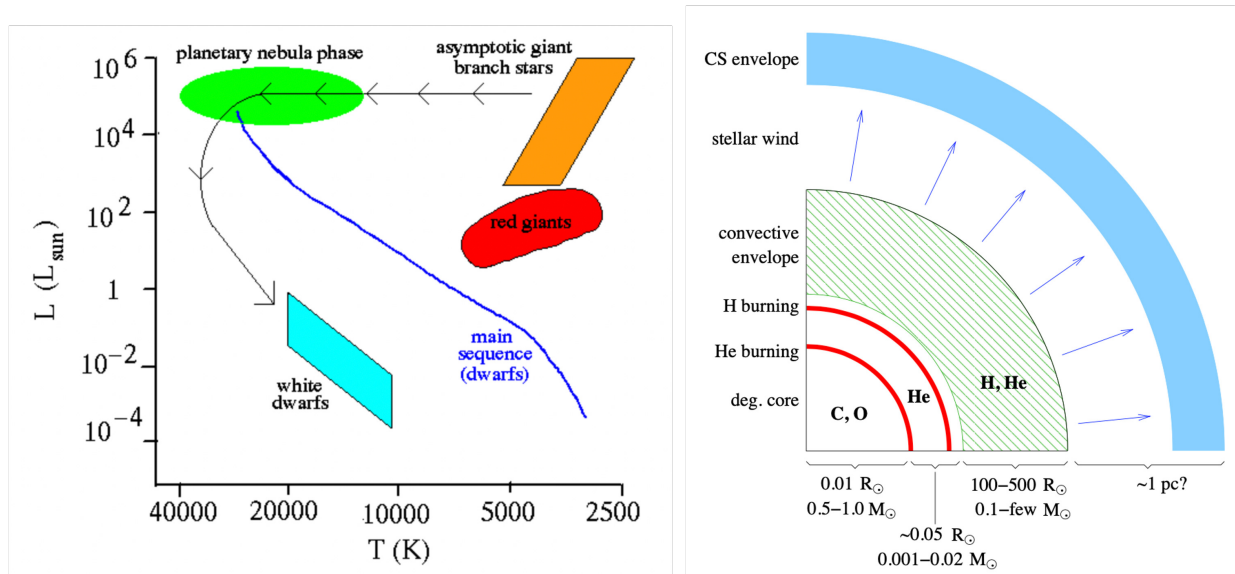 planetary nebula phase
asymptotic giant
branch stars
10^6
10^4
10^2
1
10^-2
10^-4
L (L_sun)
red giants
main
sequence
(dwarfs)
white
dwarfs
40000 20000 10000 5000 2500
T (K)
CS envelope
stellar wind
convective
envelope
H burning
He burning
deg. core
C, O
He
H, He
0.01 R☉
0.5–1.0 M☉
~0.05 R☉
0.001–0.02 M☉
100–500 R☉
0.1–few M☉
~1 pc?